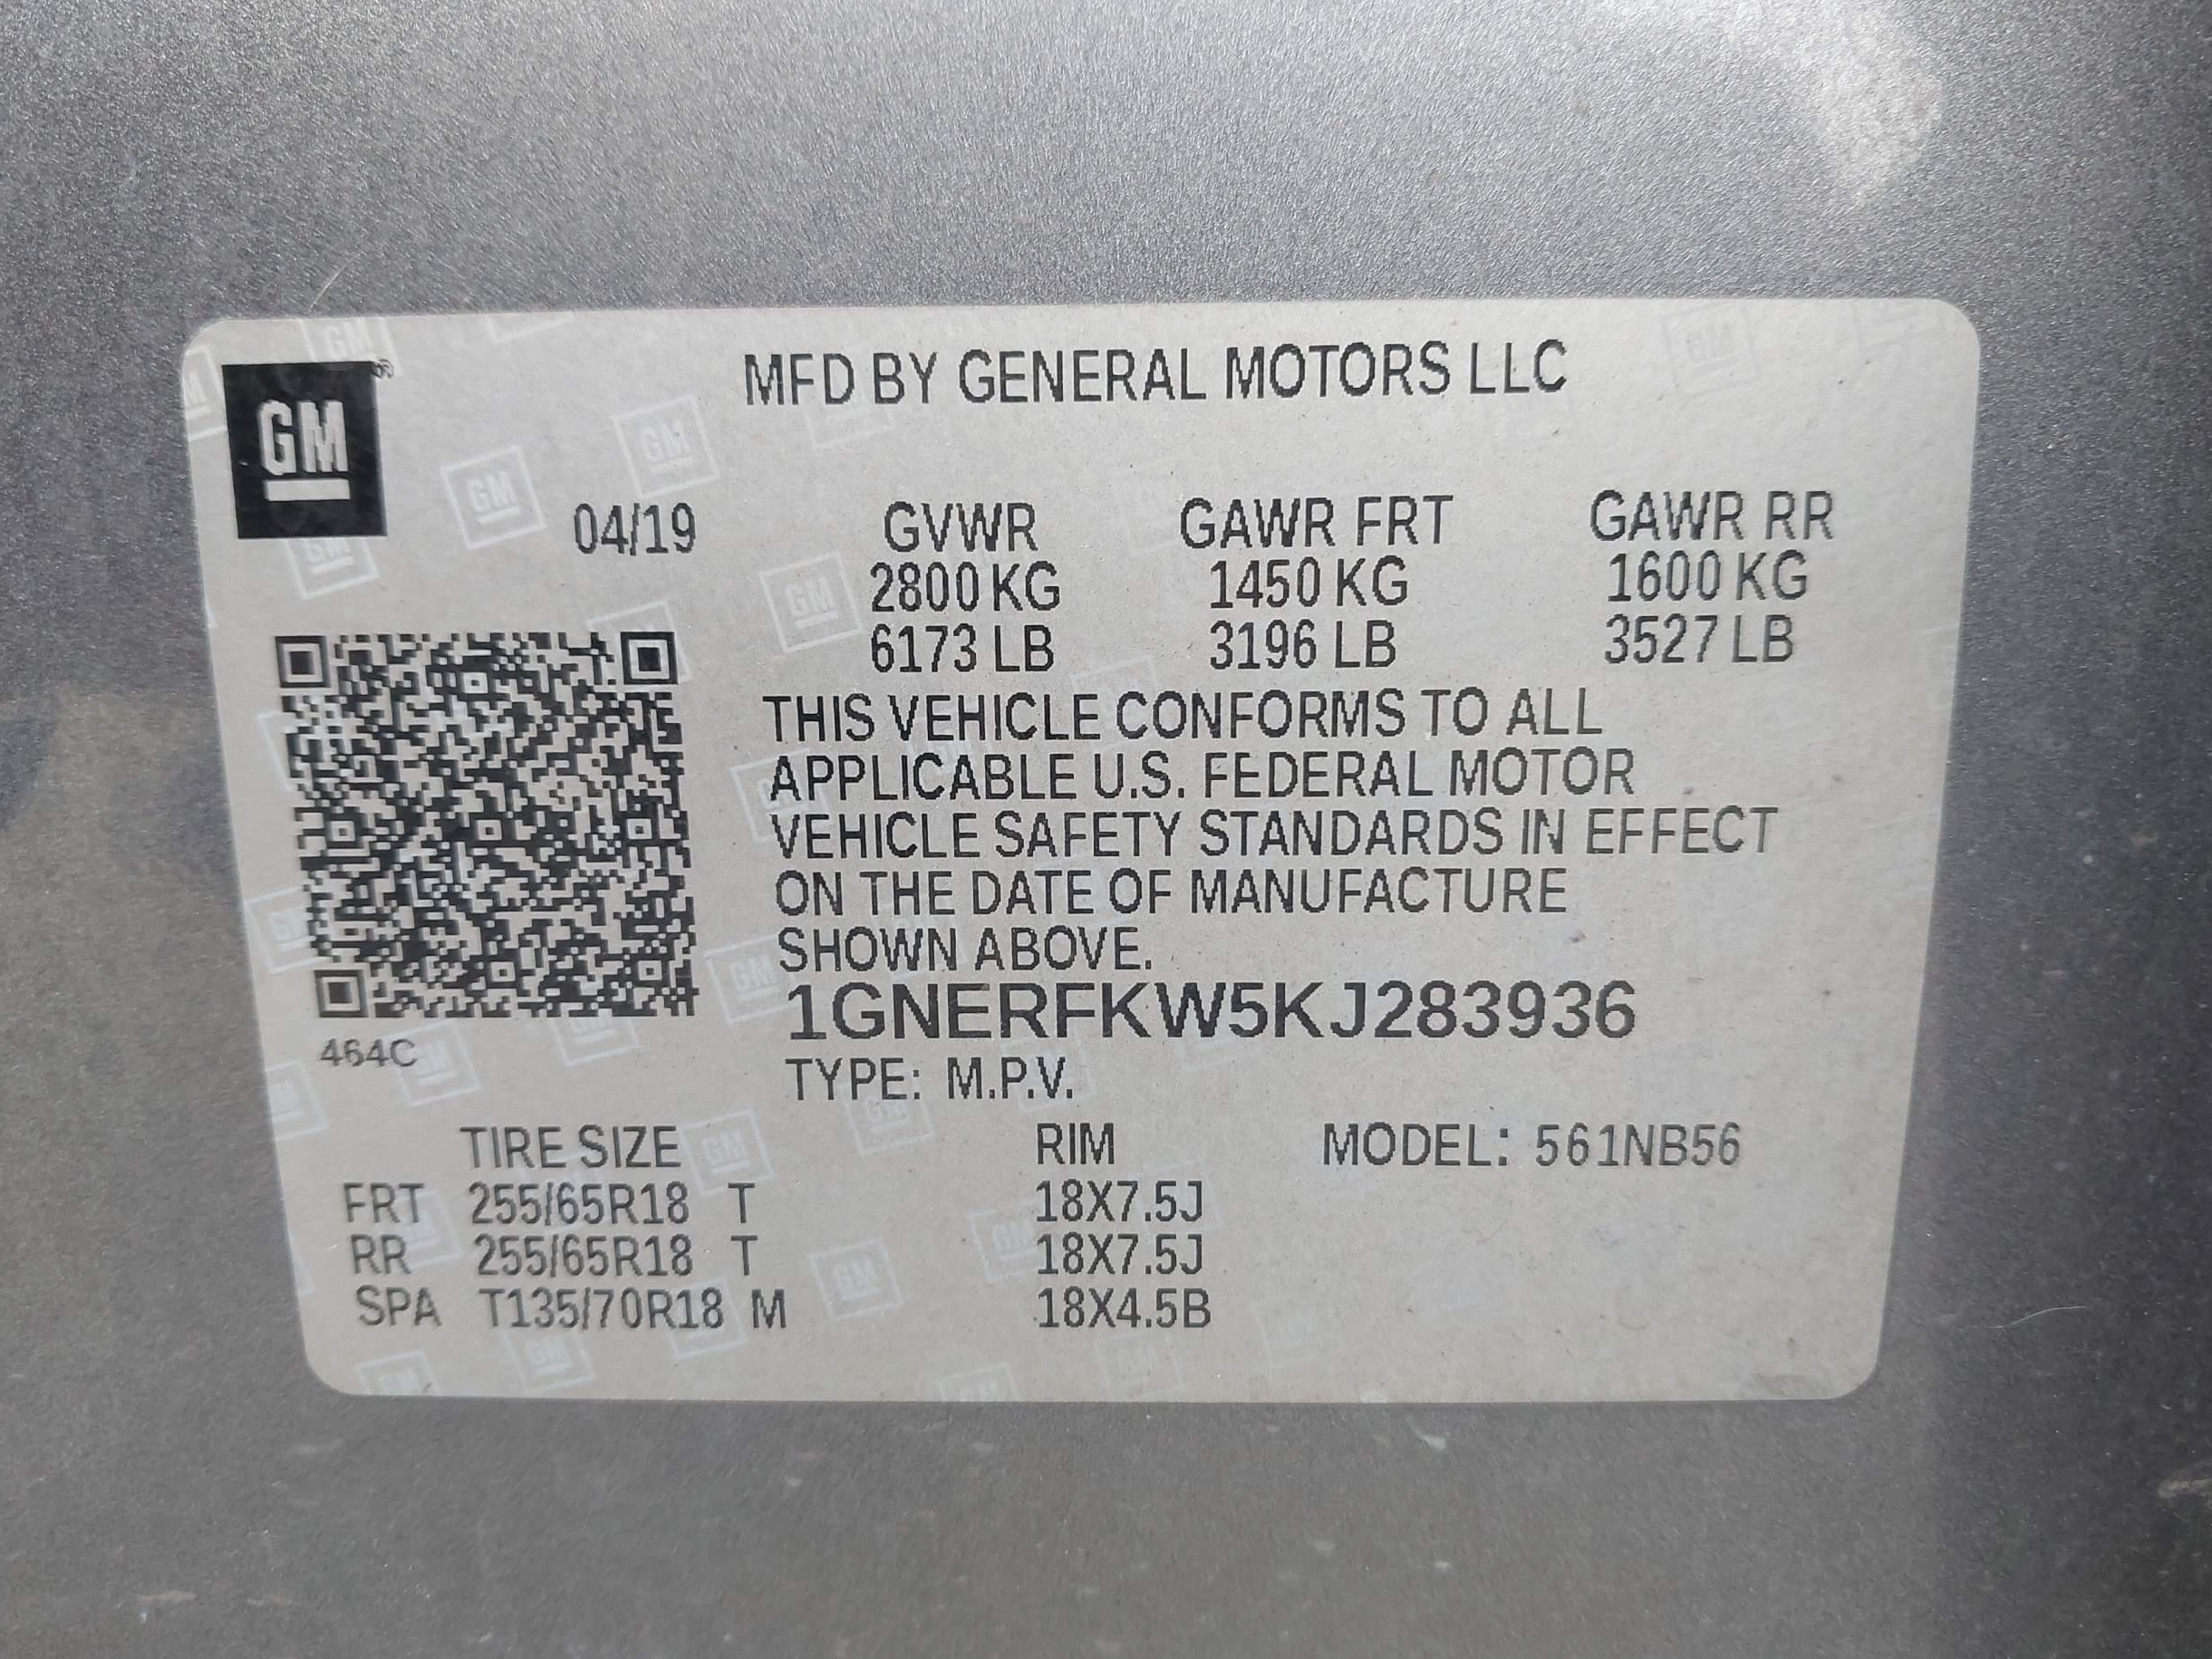 MFD BY GENERAL MOTORS LLC
GM
04/19 GVWR GAWR FRT GAWR RR
2800 KG 1450 KG 1600 KG
6173 LB 3196 LB 3527 LB
THIS VEHICLE CONFORMS TO ALL
APPLICABLE U.S. FEDERAL MOTOR
VEHICLE SAFETY STANDARDS IN EFFECT
ON THE DATE OF MANUFACTURE
SHOWN ABOVE.
1GNERFKW5KJ283936
464C
TYPE: M.P.V.
TIRE SIZE RIM MODEL: 561NB56
FRT 255/65R18 T 18X7.5J
RR 255/65R18 T 18X7.5J
SPA T135/70R18 M 18X4.5B